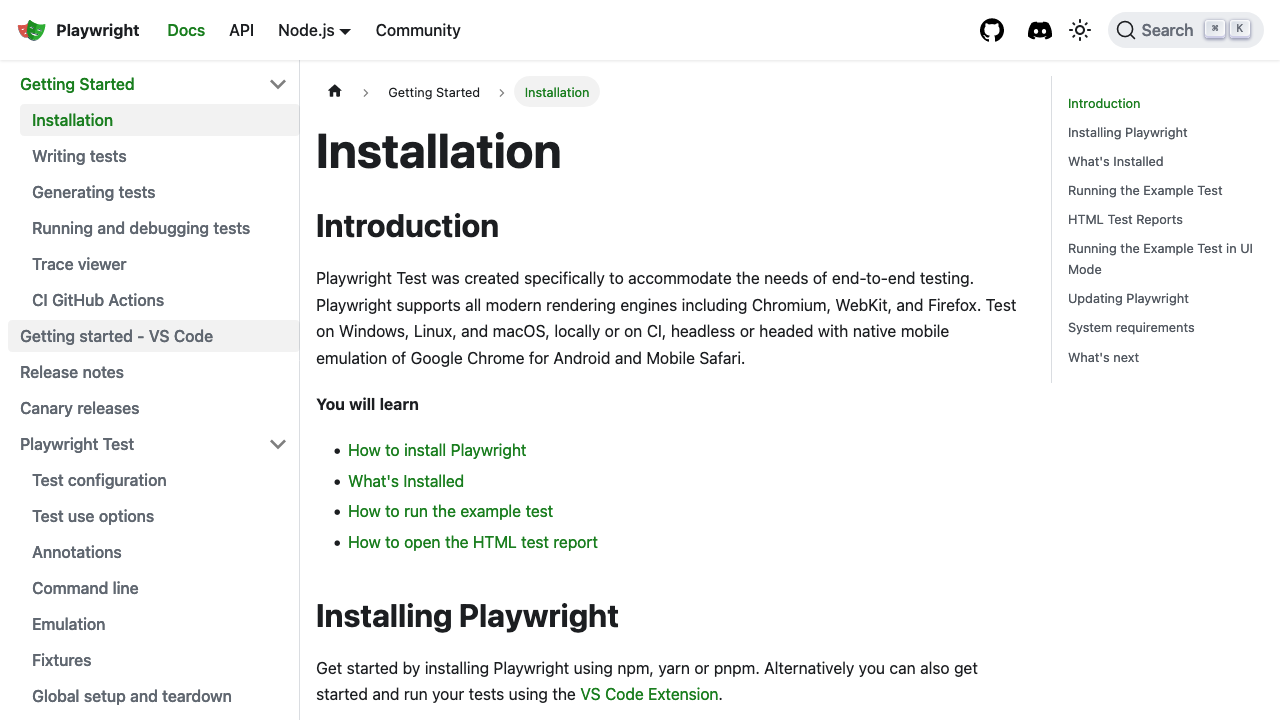 Playwright
Docs
API
Node.js
Community
Search
⌘
K
Getting Started
Installation
Writing tests
Generating tests
Running and debugging tests
Trace viewer
CI GitHub Actions
Getting started - VS Code
Release notes
Canary releases
Playwright Test
Test configuration
Test use options
Annotations
Command line
Emulation
Fixtures
Global setup and teardown
Getting Started
Installation
Installation
Introduction
Playwright Test was created specifically to accommodate the needs of end-to-end testing.
Playwright supports all modern rendering engines including Chromium, WebKit, and Firefox. Test
on Windows, Linux, and macOS, locally or on CI, headless or headed with native mobile
emulation of Google Chrome for Android and Mobile Safari.
You will learn
• How to install Playwright
• What's Installed
• How to run the example test
• How to open the HTML test report
Installing Playwright
Get started by installing Playwright using npm, yarn or pnpm. Alternatively you can also get
started and run your tests using the VS Code Extension.
Introduction
Installing Playwright
What's Installed
Running the Example Test
HTML Test Reports
Running the Example Test in UI
Mode
Updating Playwright
System requirements
What's next